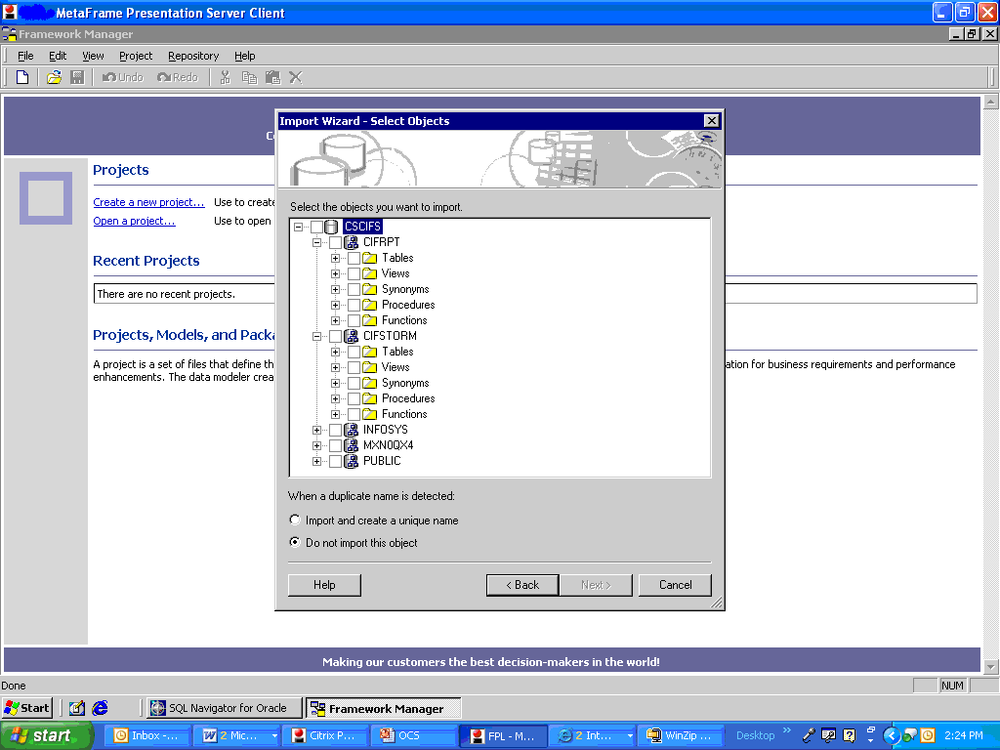 MetaFrame Presentation Server Client
Framework Manager
File Edit View Project Repository Help
Undo Redo
Import Wizard - Select Objects
Projects
Create a new project... Use to create
Open a project... Use to open
Recent Projects
There are no recent projects.
Projects, Models, and Packa
A project is a set of files that define th
ation for business requirements and performance
enhancements. The data modeler crea
Select the objects you want to import.
CSCIFS
CIFRPT
Tables
Views
Synonyms
Procedures
Functions
CIFSTORM
Tables
Views
Synonyms
Procedures
Functions
INFOSYS
MXN0QX4
PUBLIC
When a duplicate name is detected:
Import and create a unique name
Do not import this object
Help < Back Next > Cancel
Making our customers the best decision-makers in the world!
Done NUM
Start SQL Navigator for Oracle Framework Manager
start Inbox -... 2 Mic... Citrix P... OCS FPL - M... 2 Int... WinZip ... Desktop » 2:24 PM